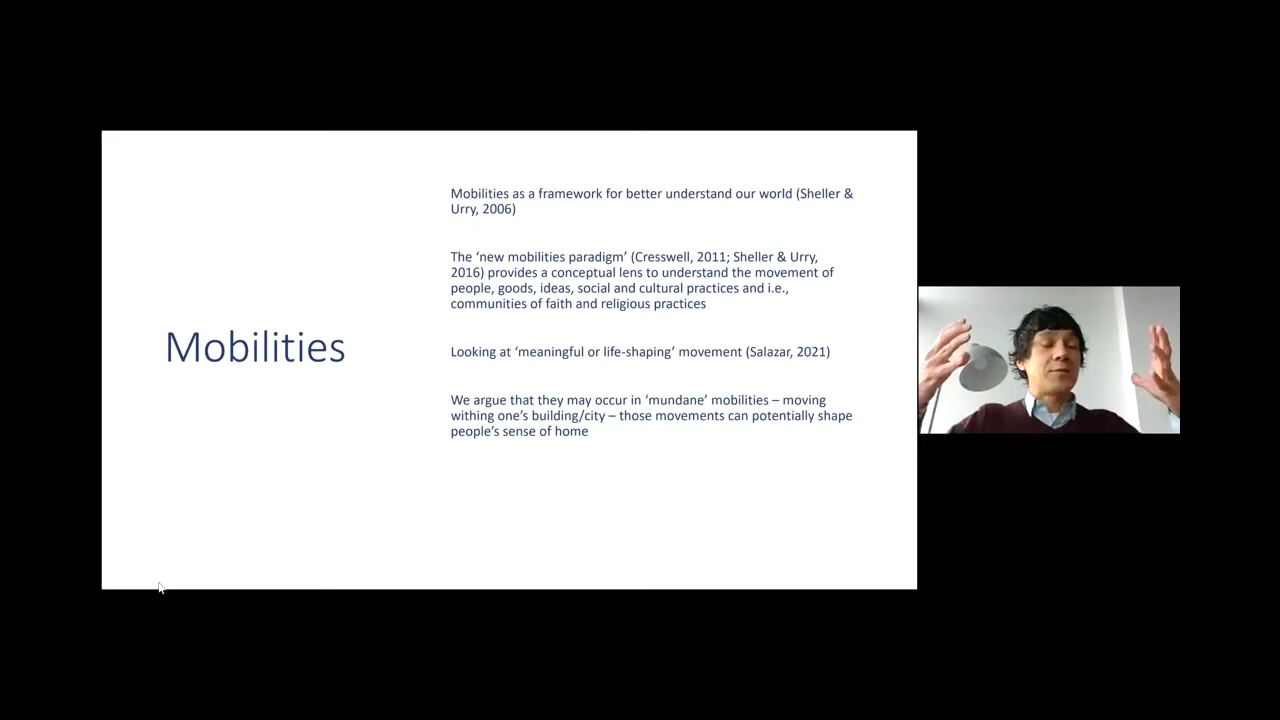 Mobilities
Mobilities as a framework for better understand our world (Sheller &
Urry, 2006)
The ‘new mobilities paradigm’ (Cresswell, 2011; Sheller & Urry,
2016) provides a conceptual lens to understand the movement of
people, goods, ideas, social and cultural practices and i.e.,
communities of faith and religious practices
Looking at ‘meaningful or life-shaping’ movement (Salazar, 2021)
We argue that they may occur in ‘mundane’ mobilities – moving
withing one’s building/city – those movements can potentially shape
people’s sense of home